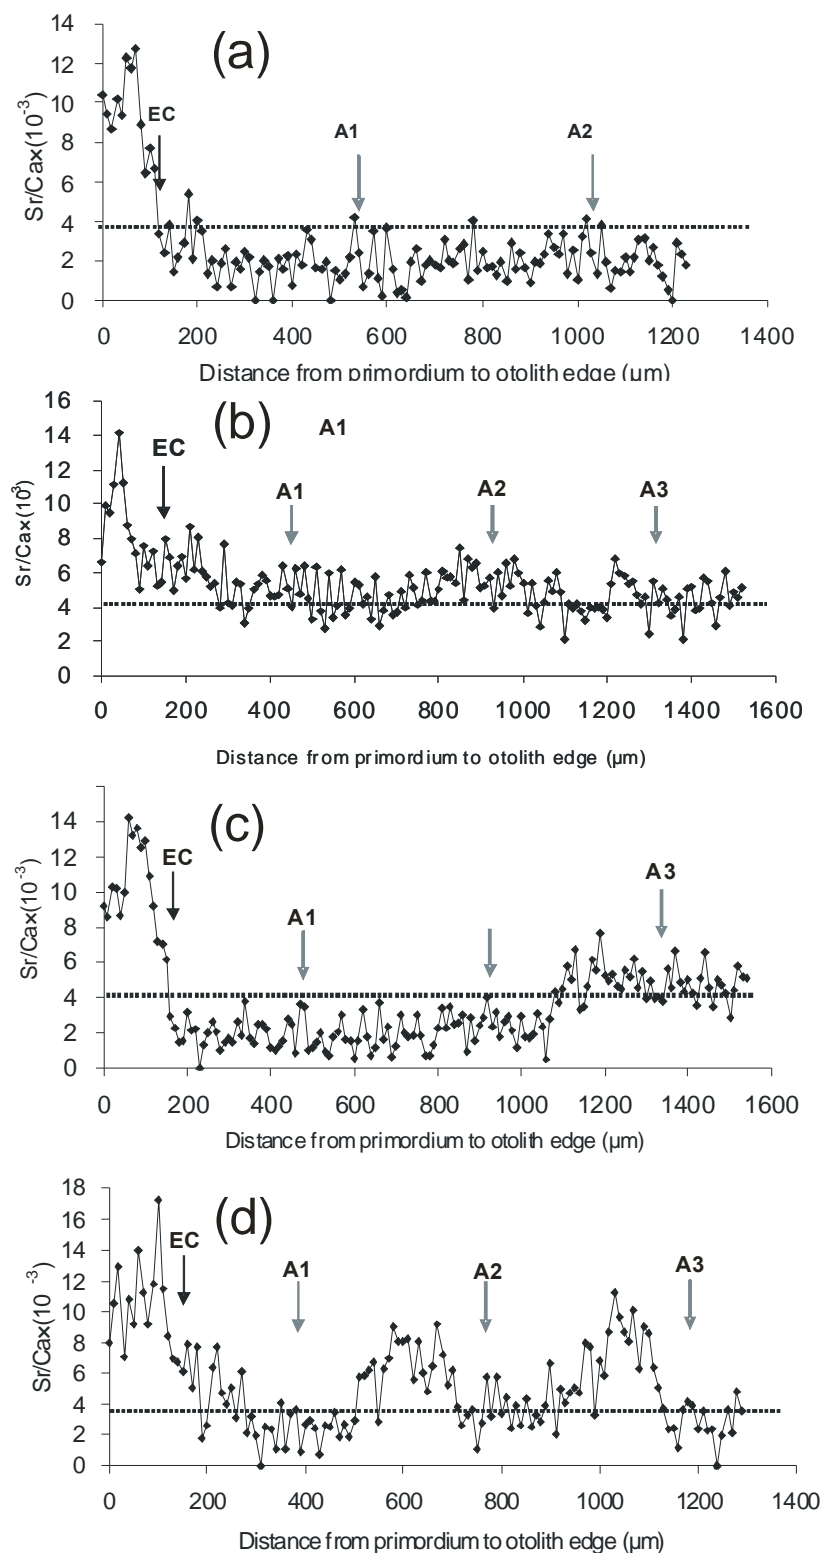 14
(a)
12
10
EC
A1
A2
8
6
4
2
0
Sr/Ca×(10⁻³)
0 200 400 600 800 1000 1200 1400
Distance from primordium to otolith edge (µm)
16
(b)
A1
14
EC
12
A1
A2
A3
10
8
6
4
2
0
Sr/Ca×(10³)
0 200 400 600 800 1000 1200 1400 1600
Distance from primordium to otolith edge (µm)
(c)
14
EC
12
A3
10
A1
8
6
4
2
0
Sr/Ca×(10⁻³)
0 200 400 600 800 1000 1200 1400 1600
Distance from primordium to otolith edge (µm)
18
(d)
16
EC
14
A1
A2
A3
12
10
8
6
4
2
0
Sr/Ca×(10⁻³)
0 200 400 600 800 1000 1200 1400
Distance from primordium to otolith edge (µm)